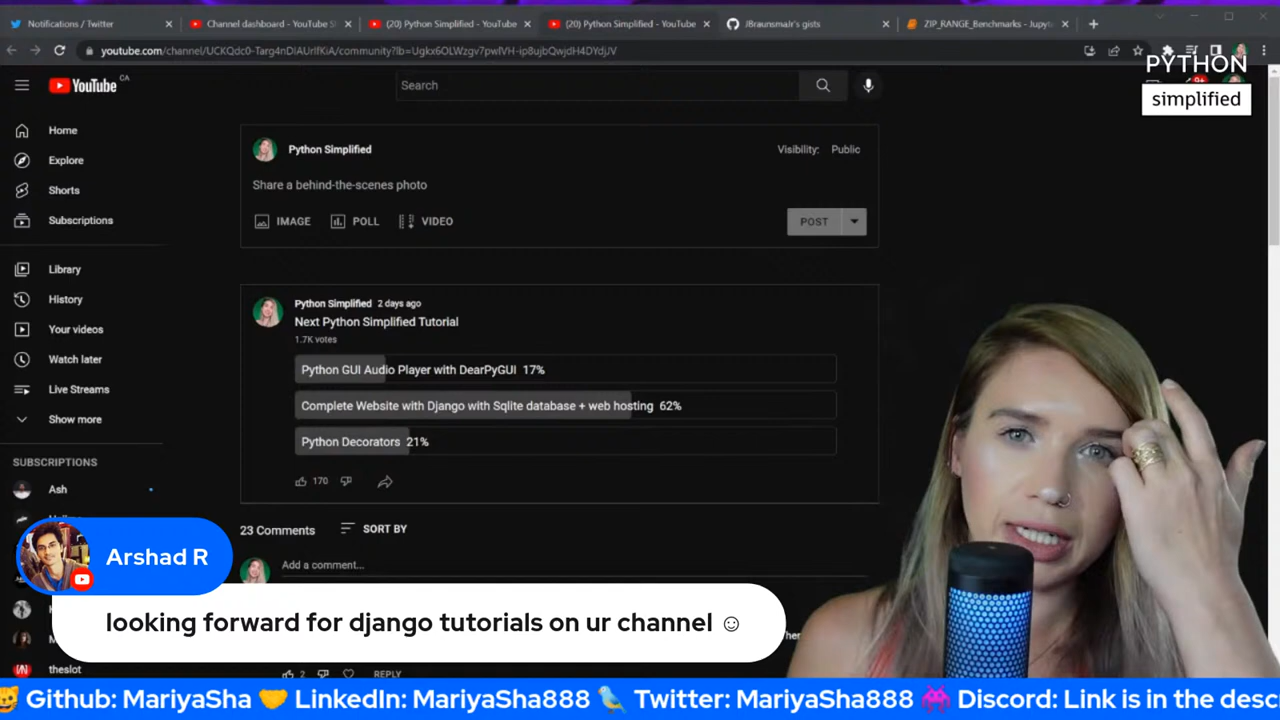 Notifications / Twitter
Channel dashboard - YouTube S
(20) Python Simplified - YouTube
(20) Python Simplified - YouTube
JBraunsmaJr's gists
ZIP_RANGE_Benchmarks - Jupyt
youtube.com/channel/UCKQdc0-Targ4nDIAUrlfKiA/community?lb=Ugkx6OLWzgv7pwIVH-ip8ujbQwjdH4DYdjJV
PYTHON
simplified
YouTube CA
Search
9+
Home
Explore
Shorts
Subscriptions
Library
History
Your videos
Watch later
Live Streams
Show more
SUBSCRIPTIONS
Ash
theslot
Python Simplified
Visibility: Public
Share a behind-the-scenes photo
IMAGE POLL VIDEO
POST
Python Simplified 2 days ago
Next Python Simplified Tutorial
1.7K votes
Python GUI Audio Player with DearPyGUI 17%
Complete Website with Django with Sqlite database + web hosting 62%
Python Decorators 21%
170
23 Comments SORT BY
Add a comment...
2 REPLY
Arshad R
looking forward for django tutorials on ur channel ☺
Github: MariyaSha 🤝 LinkedIn: MariyaSha888 🐦 Twitter: MariyaSha888 👾 Discord: Link is in the desc